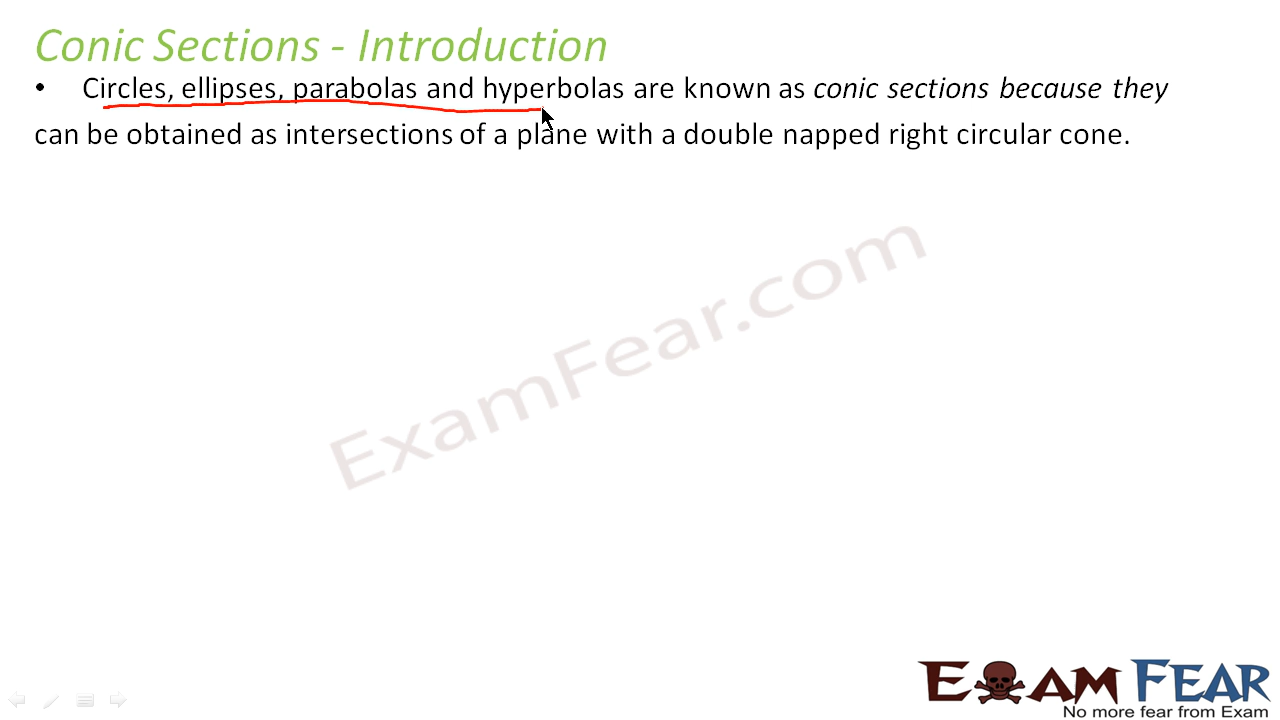 Conic Sections - Introduction
• Circles, ellipses, parabolas and hyperbolas are known as conic sections because they
can be obtained as intersections of a plane with a double napped right circular cone.
ExamFear.com
EXAM FEAR
No more fear from Exam